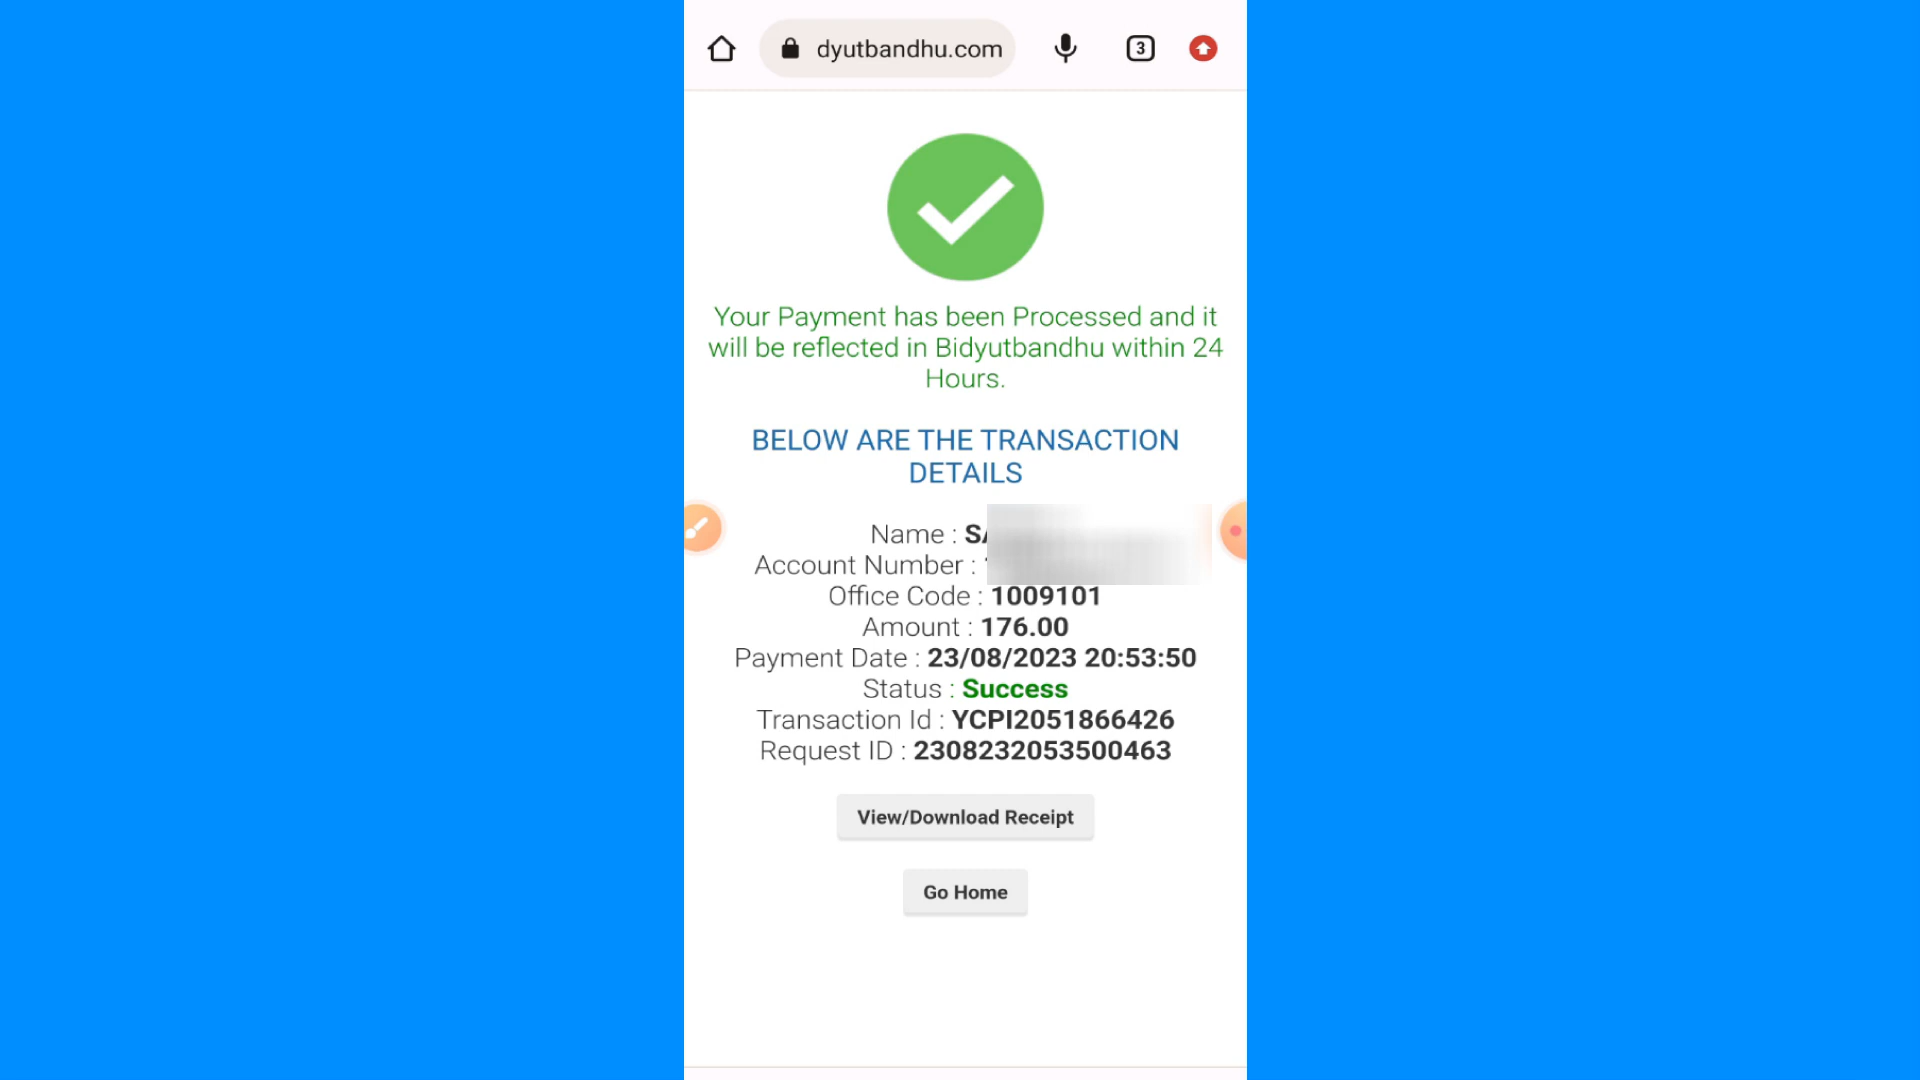 dyutbandhu.com
3
Your Payment has been Processed and it
will be reflected in Bidyutbandhu within 24
Hours.
BELOW ARE THE TRANSACTION
DETAILS
Name :
Account Number :
Office Code : 1009101
Amount : 176.00
Payment Date : 23/08/2023 20:53:50
Status : Success
Transaction Id : YCPI2051866426
Request ID : 2308232053500463
View/Download Receipt
Go Home